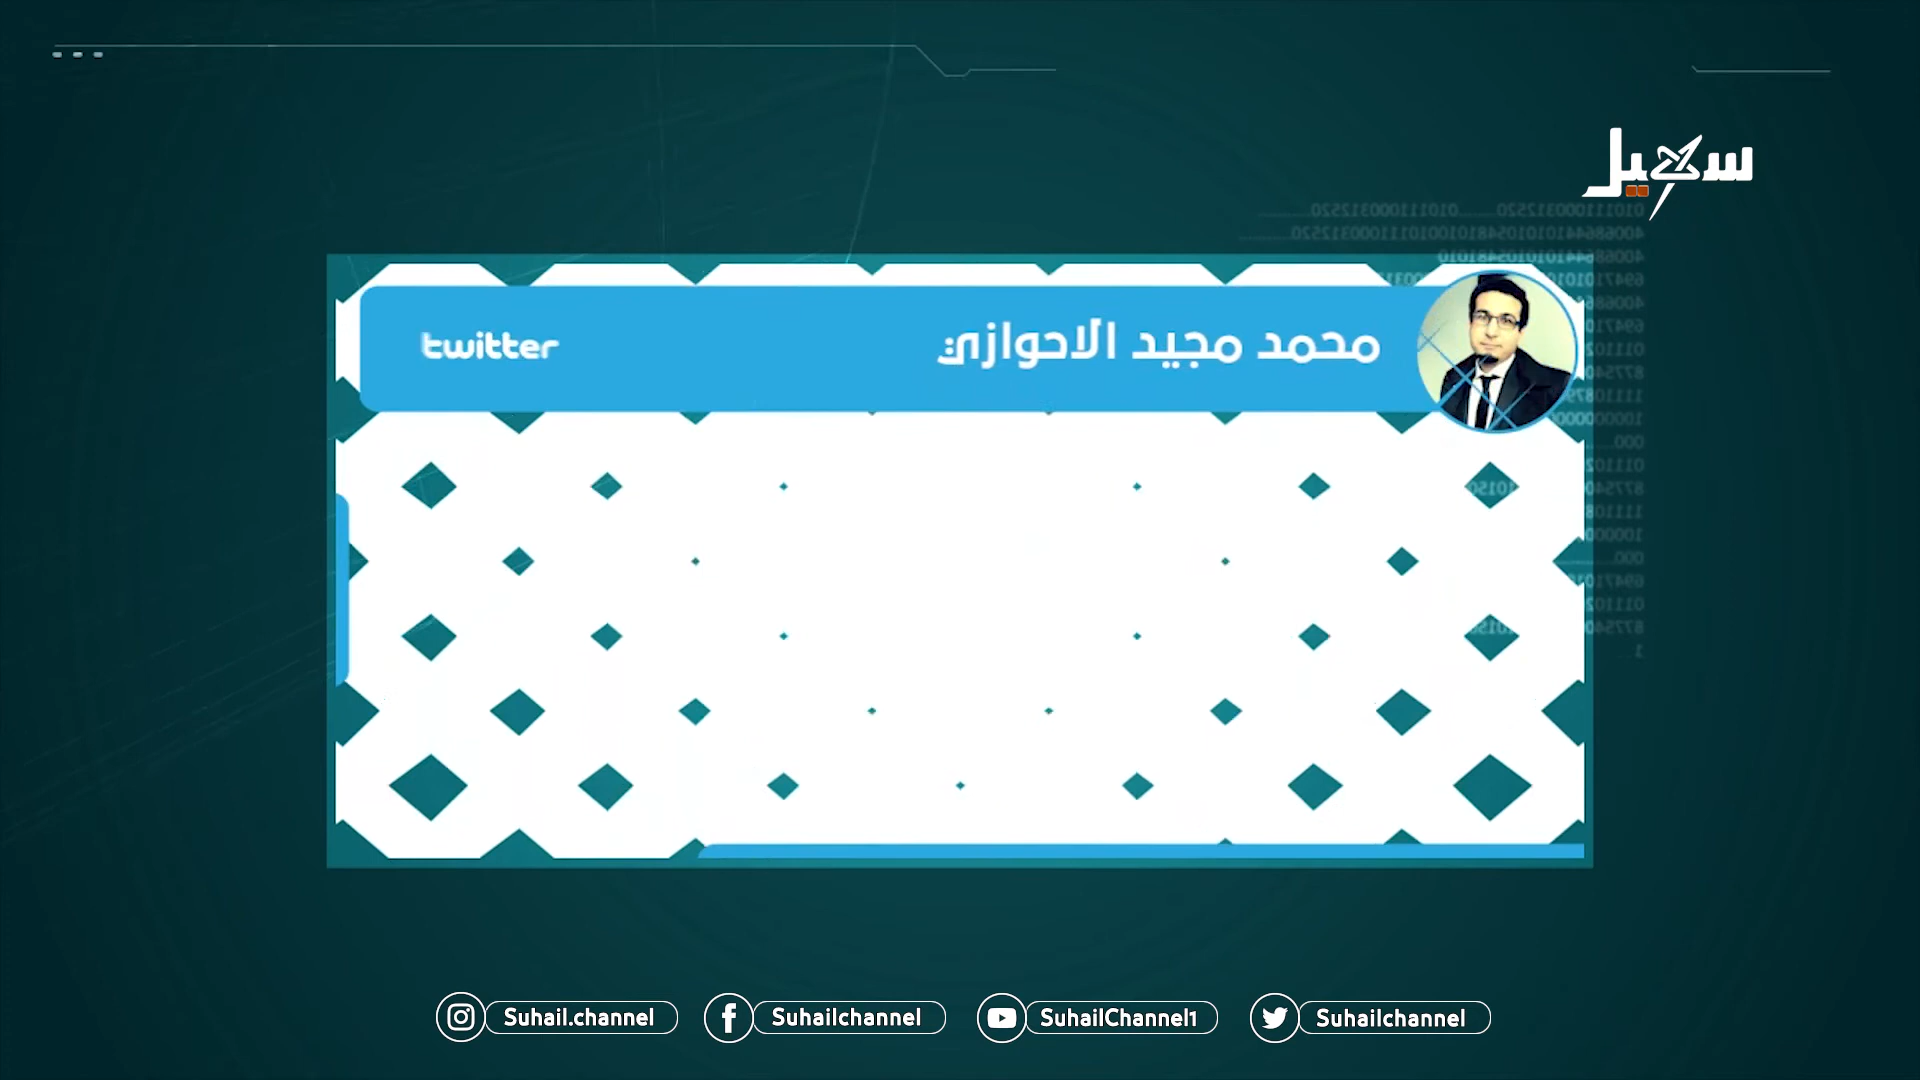 سهيل
محمد مجيد الاحوازي
twitter
Suhail.channel
Suhailchannel
SuhailChannel1
Suhailchannel